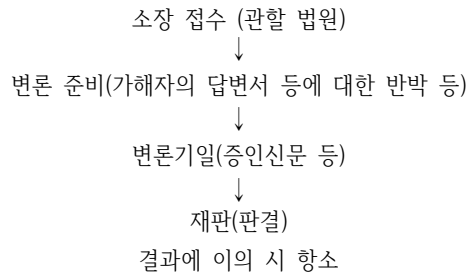 소장 접수 (관할 법원)
↓
변론 준비(가해자의 답변서 등에 대한 반박 등)
↓
변론기일(증인신문 등)
↓
재판(판결)
결과에 이의 시 항소